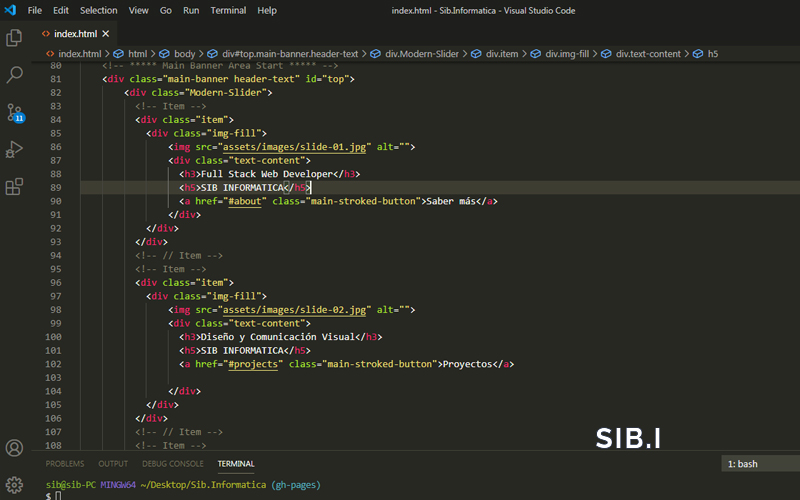 File Edit Selection View Go Run Terminal Help index.html - Sib.Informatica - Visual Studio Code
<> index.html ×
<> index.html > html > body > div#top.main-banner.header-text > div.Modern-Slider > div.item > div.img-fill > div.text-content > h5
80 <!-- ***** Main Banner Area Start ***** -->
81 <div class="main-banner header-text" id="top">
82 <div class="Modern-Slider">
83 <!-- Item -->
84 <div class="item">
85 <div class="img-fill">
86 <img src="assets/images/slide-01.jpg" alt="">
87 <div class="text-content">
88 <h3>Full Stack Web Developer</h3>
89 <h5>SIB INFORMATICA</h5>
90 <a href="#about" class="main-stroked-button">Saber más</a>
91 </div>
92 </div>
93 </div>
94 <!-- // Item -->
95 <!-- Item -->
96 <div class="item">
97 <div class="img-fill">
98 <img src="assets/images/slide-02.jpg" alt="">
99 <div class="text-content">
100 <h3>Diseño y Comunicación Visual</h3>
101 <h5>SIB INFORMATICA</h5>
102 <a href="#projects" class="main-stroked-button">Proyectos</a>
103
104 </div>
105 </div>
106 </div>
107 <!-- // Item -->
108 <!-- Item -->
11
SIB.I
PROBLEMS OUTPUT DEBUG CONSOLE TERMINAL 1: bash
sib@sib-PC MINGW64 ~/Desktop/Sib.Informatica (gh-pages)
$